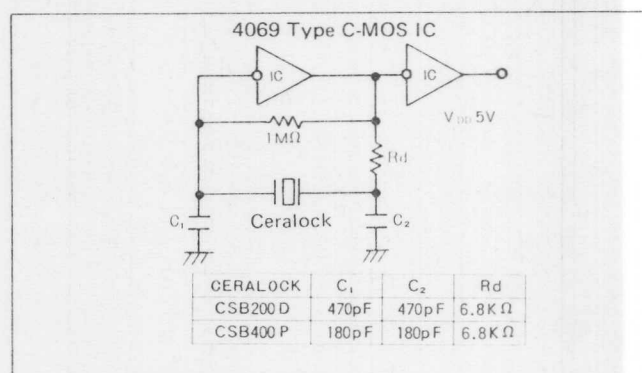 4069 Type C-MOS IC
IC
IC
V_DD 5V
1MΩ
Rd
C₁
Ceralock
C₂
CERALOCK C₁ C₂ Rd
CSB200D 470pF 470pF 6.8KΩ
CSB400P 180pF 180pF 6.8KΩ